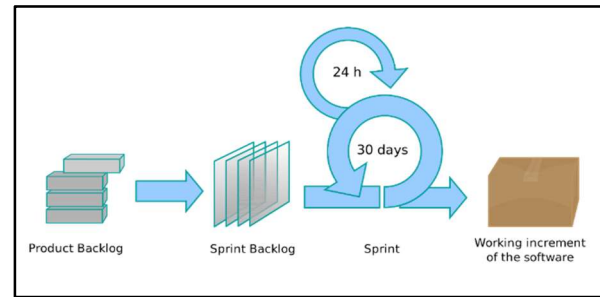 24 h
30 days
Product Backlog
Sprint Backlog
Sprint
Working increment
of the software